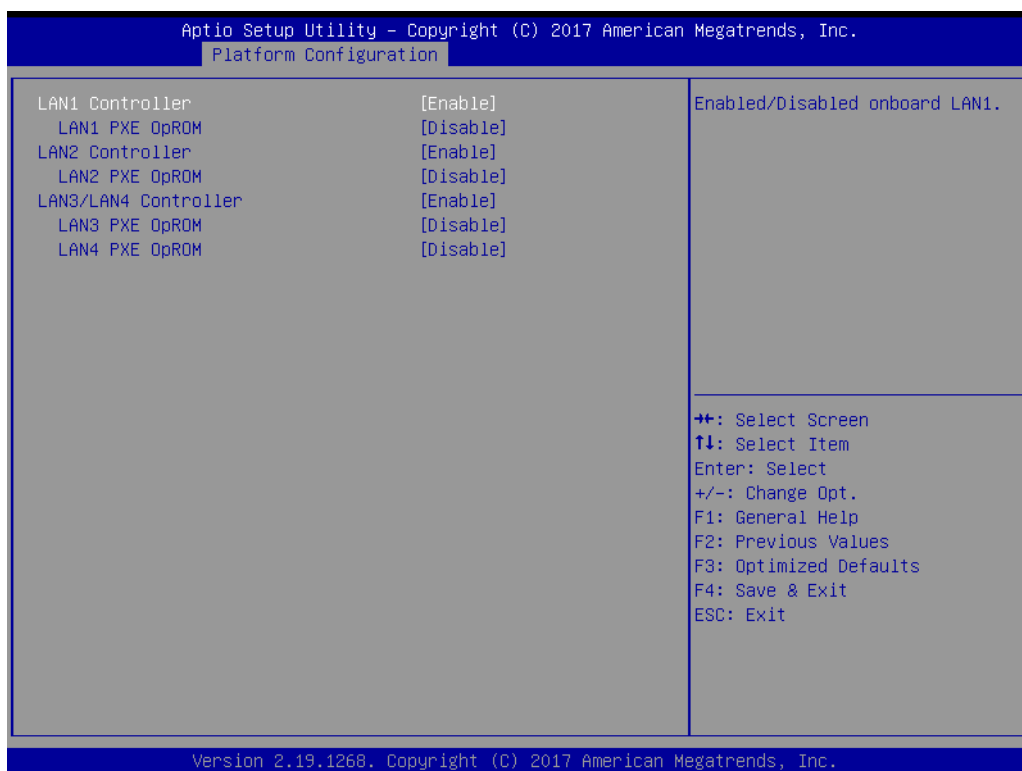 Aptio Setup Utility – Copyright (C) 2017 American Megatrends, Inc.
Platform Configuration
LAN1 Controller [Enable]
LAN1 PXE OpROM [Disable]
LAN2 Controller [Enable]
LAN2 PXE OpROM [Disable]
LAN3/LAN4 Controller [Enable]
LAN3 PXE OpROM [Disable]
LAN4 PXE OpROM [Disable]
Enabled/Disabled onboard LAN1.
→←: Select Screen
↑↓: Select Item
Enter: Select
+/-: Change Opt.
F1: General Help
F2: Previous Values
F3: Optimized Defaults
F4: Save & Exit
ESC: Exit
Version 2.19.1268. Copyright (C) 2017 American Megatrends, Inc.